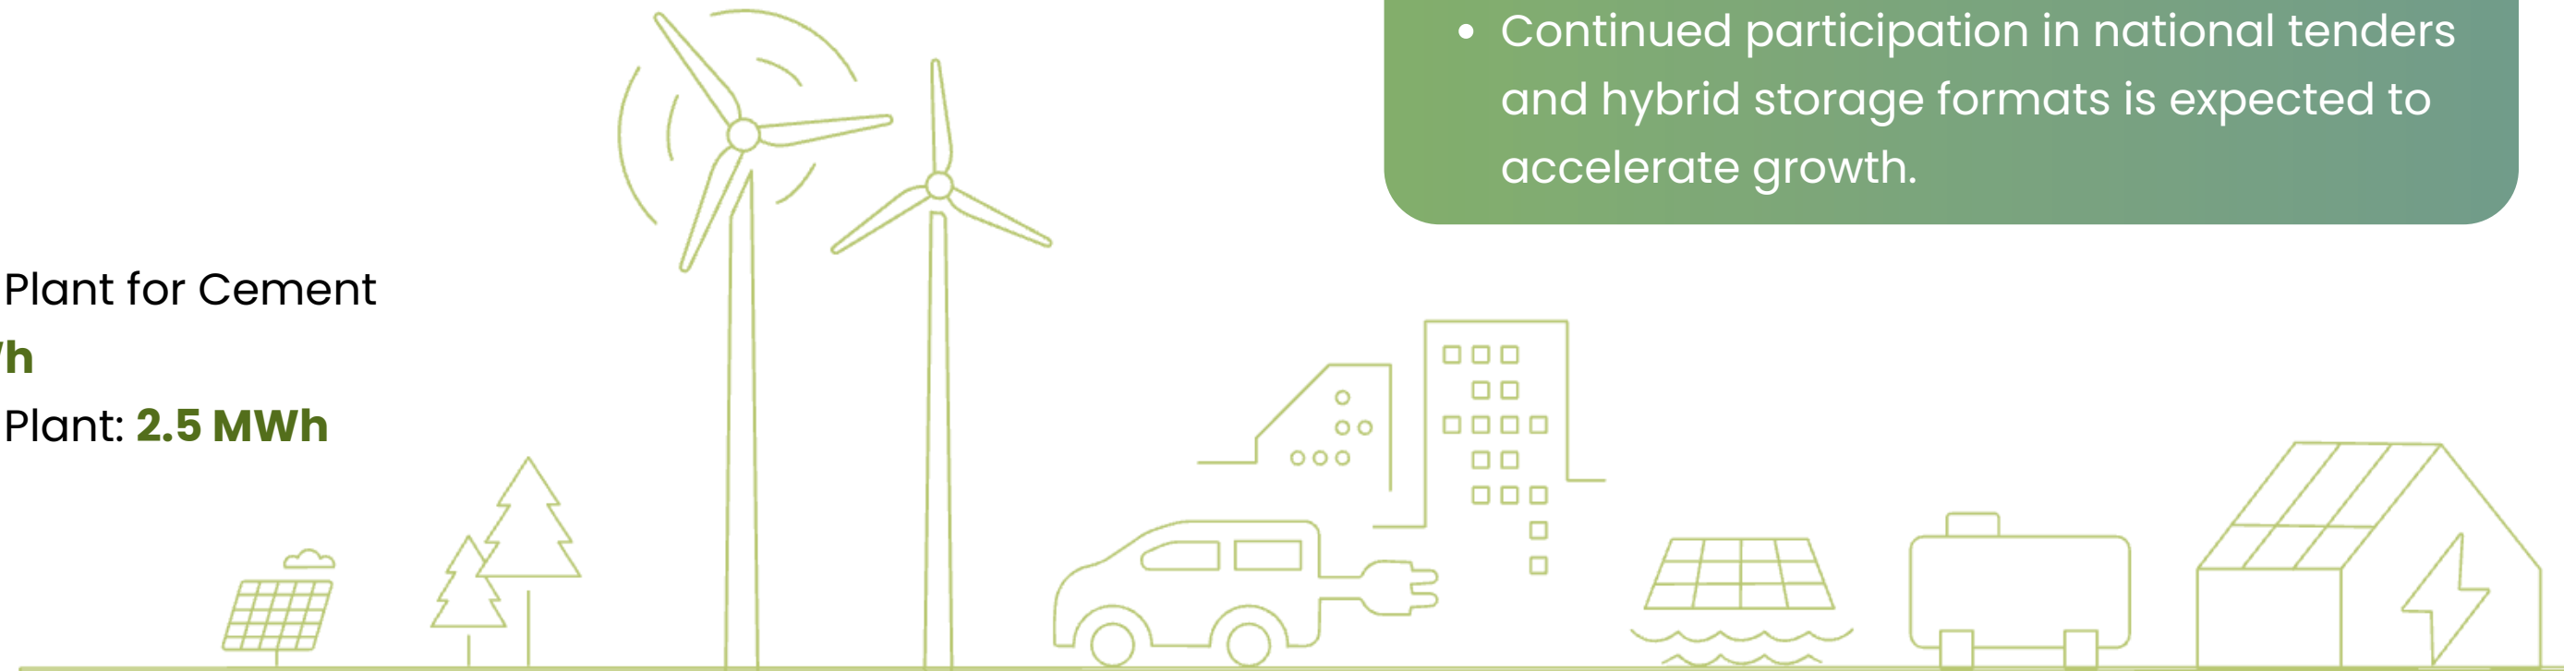 Continued participation in national tenders
and hybrid storage formats is expected to
accelerate growth.
Plant for Cement
h
Plant: 2.5 MWh